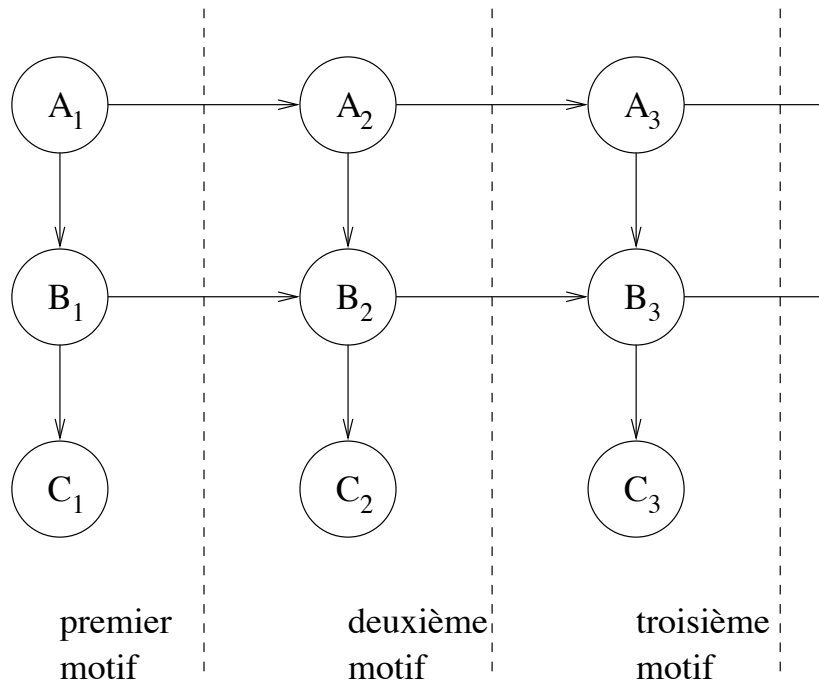 A1 A2 A3
B1 B2 B3
C1 C2 C3
premier deuxième troisième
motif motif motif